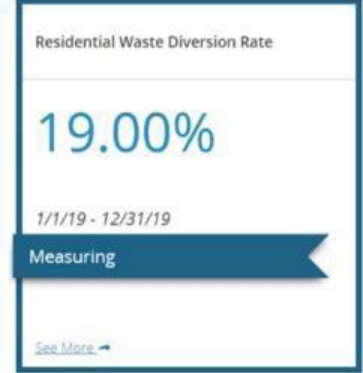 Residential Waste Diversion Rate
19.00%
1/1/19 - 12/31/19
Measuring
See More